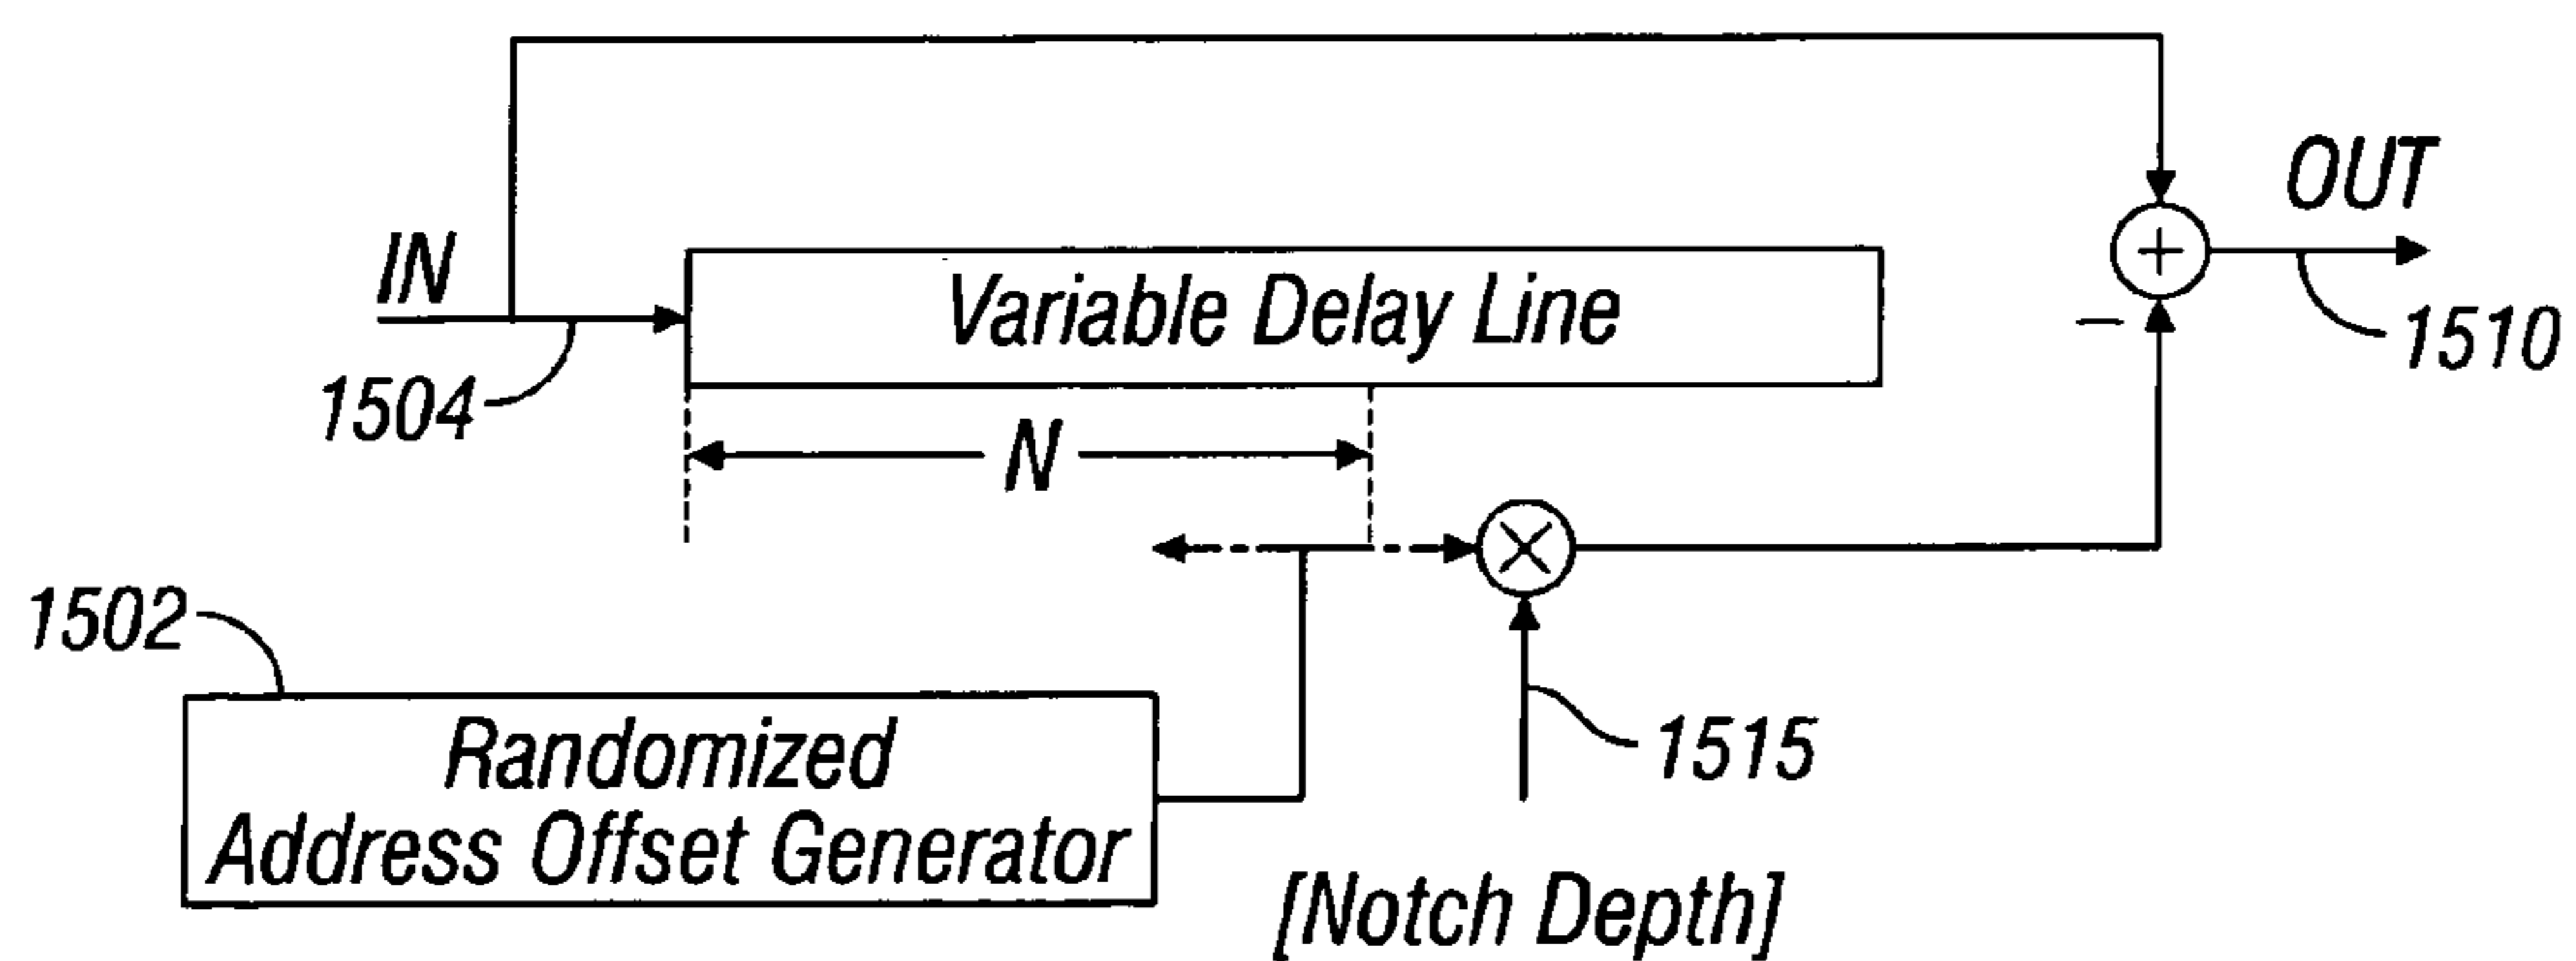 OUT
IN
Variable Delay Line
+
−
1510
1504
N
×
1502
Randomized
Address Offset Generator
1515
[Notch Depth]